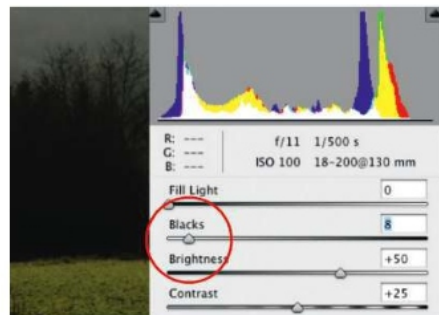 R: ---
G: ---
B: ---
f/11 1/500 s
ISO 100 18-200@130 mm
Fill Light 0
Blacks 8
Brightness +50
Contrast +25